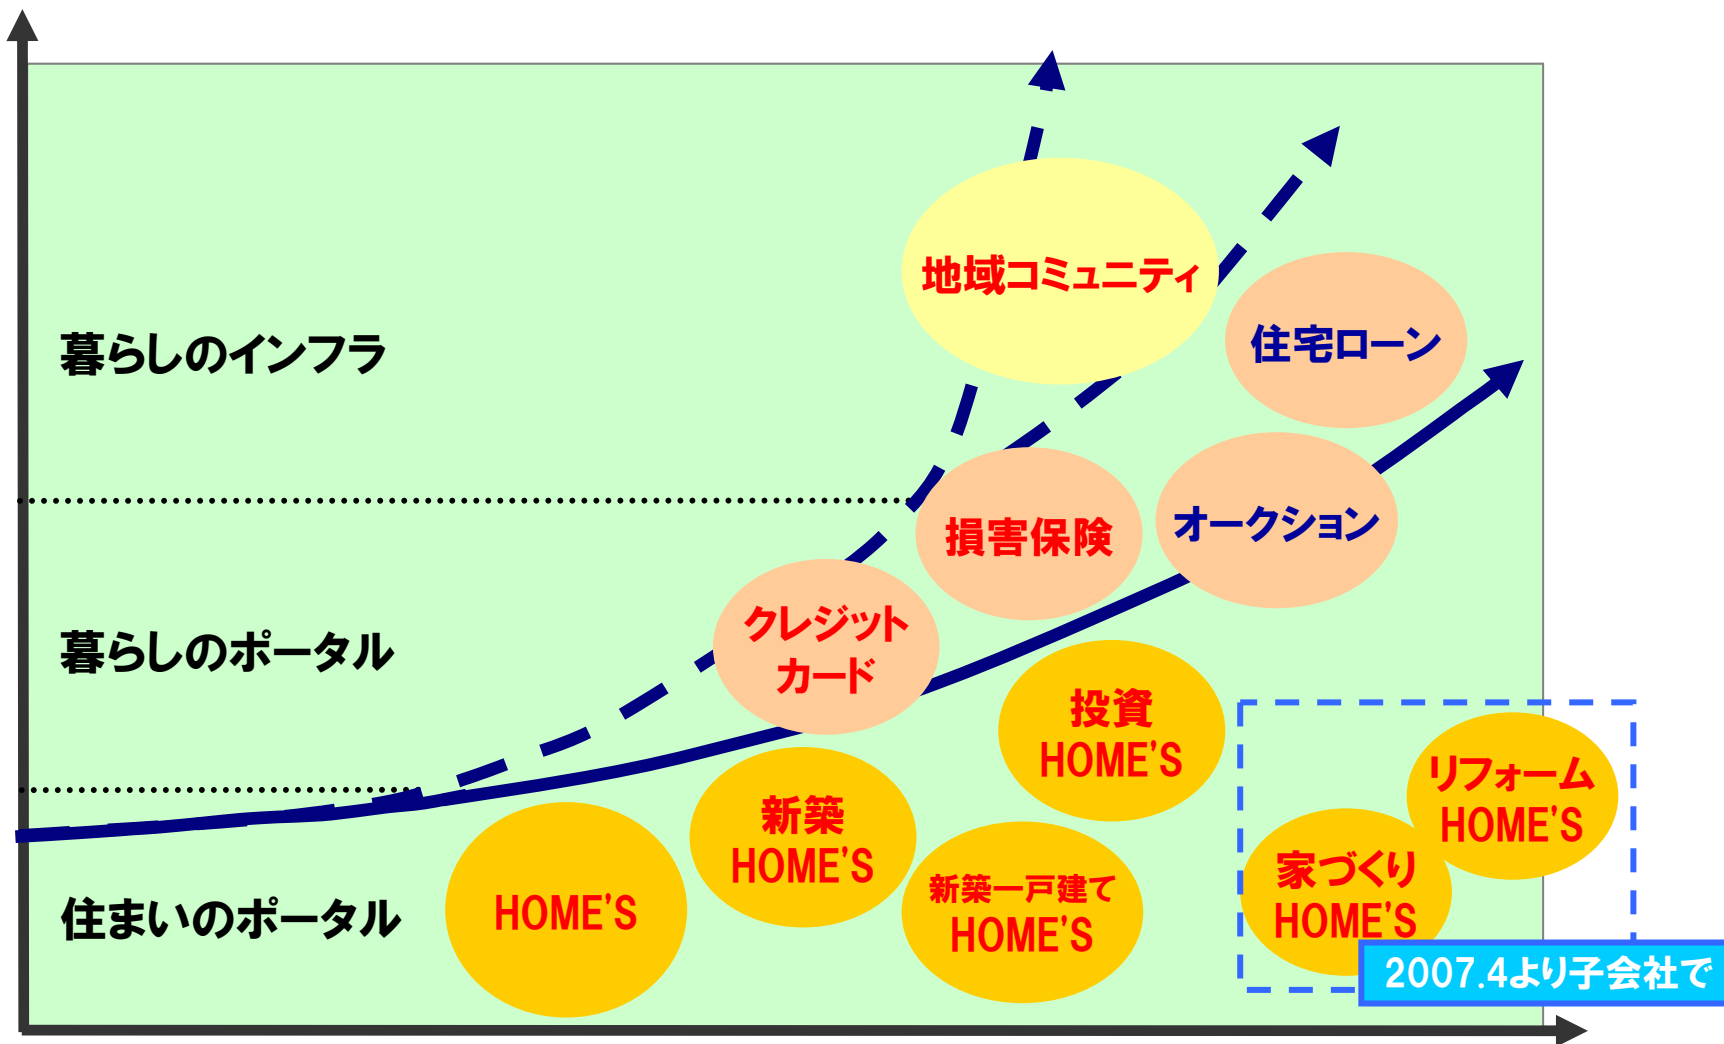 地域コミュニティ
住宅ローン
暮らしのインフラ
損害保険
オークション
クレジット
カード
暮らしのポータル
投資
HOME'S
リフォーム
HOME'S
新築
HOME'S
家づくり
HOME'S
新築一戸建て
HOME'S
住まいのポータル
HOME'S
2007.4より子会社で